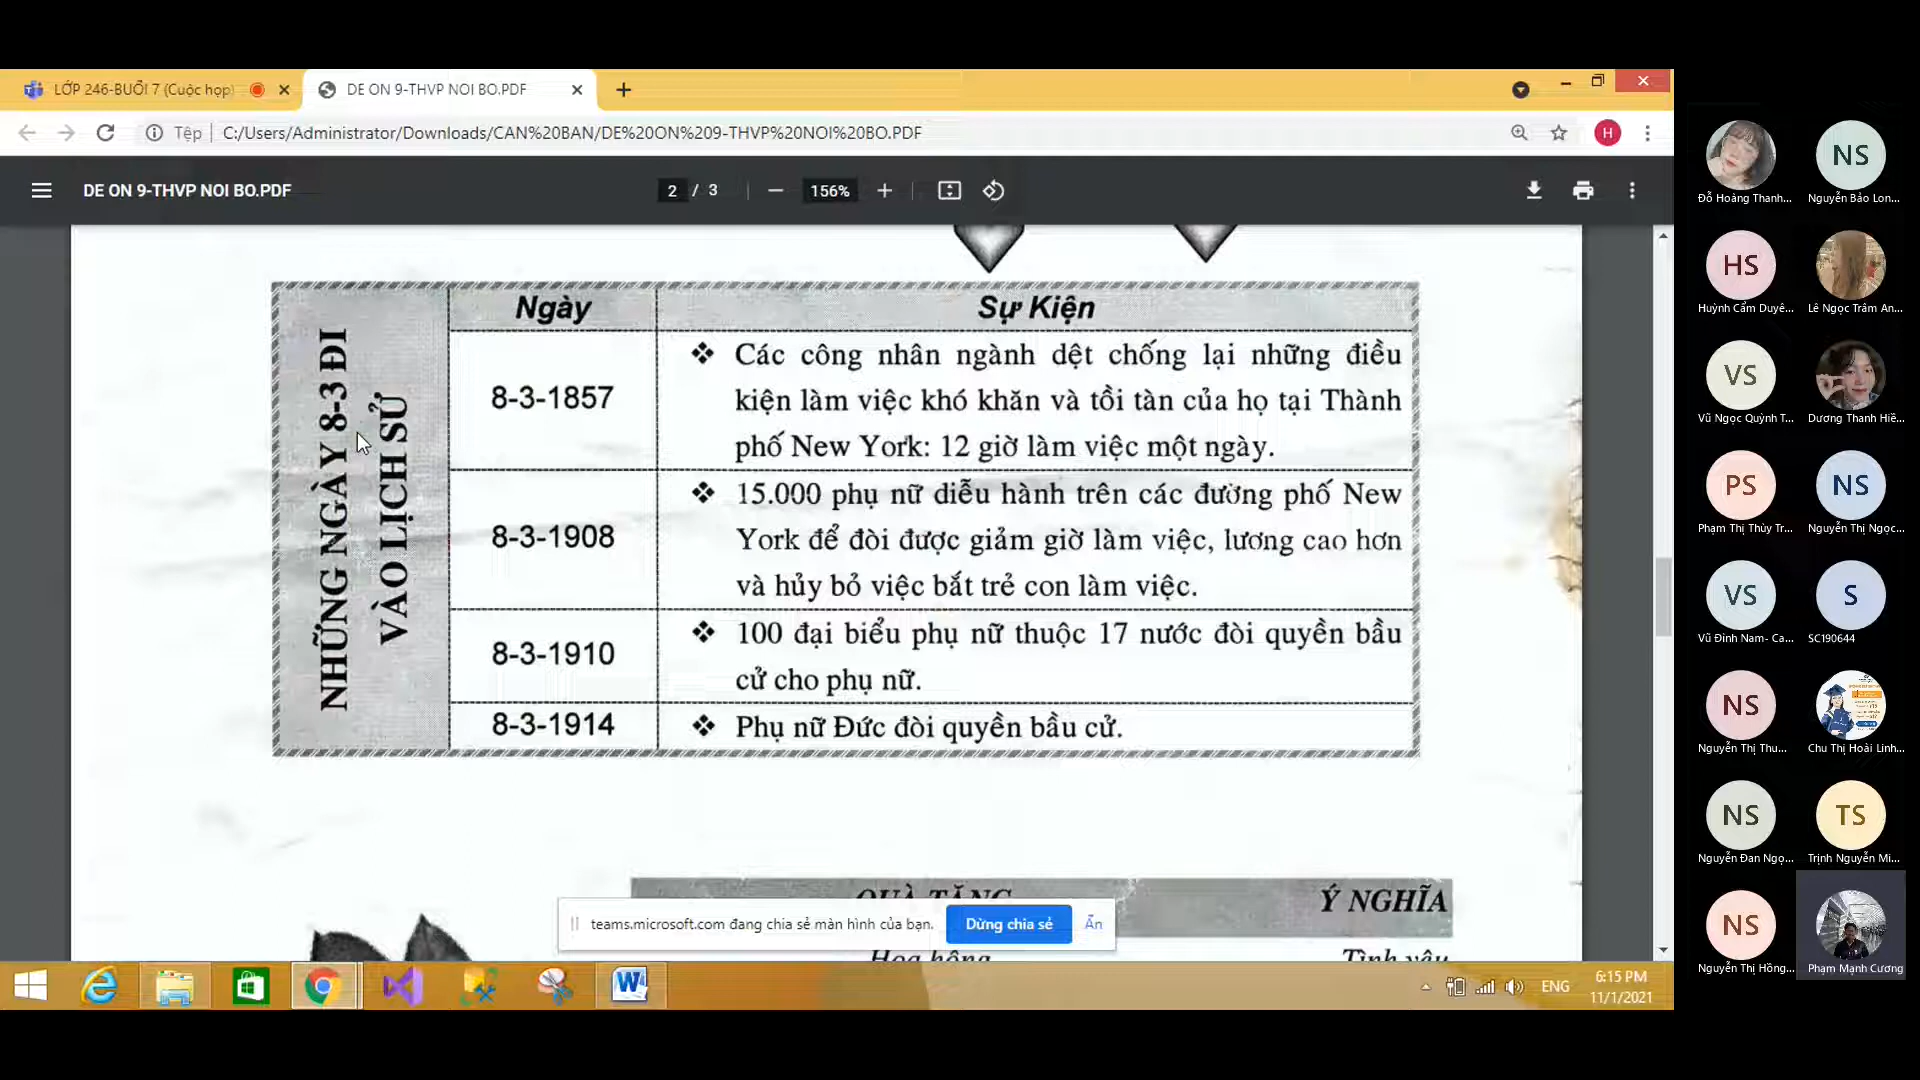 LỚP 246-BUỔI 7 (Cuộc họp)
DE ON 9-THVP NOI BO.PDF
Tệp
C:/Users/Administrator/Downloads/CAN%20BAN/DE%20ON%209-THVP%20NOI%20BO.PDF
H
DE ON 9-THVP NOI BO.PDF
2 / 3
156%
NHỮNG NGÀY 8-3 ĐI
VÀO LỊCH SỬ
Ngày
Sự Kiện
8-3-1857
❖ Các công nhân ngành dệt chống lại những điều
kiện làm việc khó khăn và tồi tàn của họ tại Thành
phố New York: 12 giờ làm việc một ngày.
8-3-1908
❖ 15.000 phụ nữ diễu hành trên các đường phố New
York để đòi được giảm giờ làm việc, lương cao hơn
và hủy bỏ việc bắt trẻ con làm việc.
8-3-1910
❖ 100 đại biểu phụ nữ thuộc 17 nước đòi quyền bầu
cử cho phụ nữ.
8-3-1914
❖ Phụ nữ Đức đòi quyền bầu cử.
QUÀ TẶNG
Ý NGHĨA
Hoa hồng
Tình yêu
teams.microsoft.com đang chia sẻ màn hình của bạn.
Dừng chia sẻ
Ẩn
ENG
6:15 PM
11/1/2021
Đỗ Hoàng Thanh...
NS
Nguyễn Bảo Lon...
HS
Huỳnh Cẩm Duyê...
Lê Ngọc Trâm An...
VS
Vũ Ngọc Quỳnh T...
Dương Thanh Hiề...
PS
Phạm Thị Thùy Tr...
NS
Nguyễn Thị Ngọc...
VS
Vũ Đình Nam- Ca...
S
SC190644
NS
Nguyễn Thị Thu...
Chu Thị Hoài Linh...
NS
Nguyễn Đan Ngọ...
TS
Trịnh Nguyễn Mi...
NS
Nguyễn Thị Hồng...
Phạm Mạnh Cương